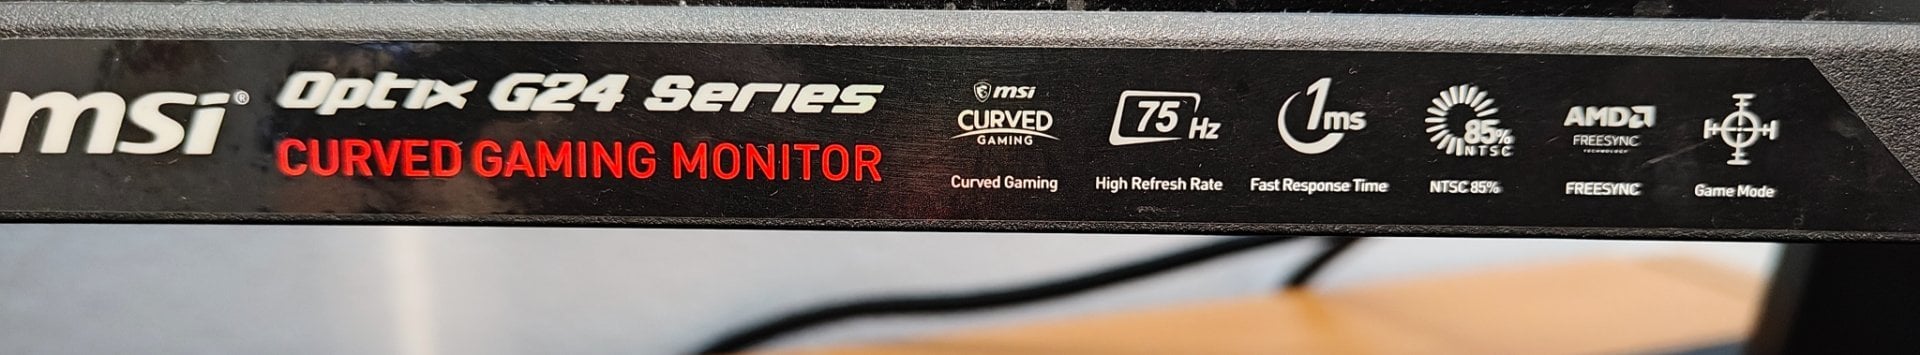 msi®
Optix G24 Series
CURVED GAMING MONITOR
msi
CURVED
GAMING
Curved Gaming
75 Hz
High Refresh Rate
1ms
Fast Response Time
85%
NTSC
NTSC 85%
AMD
FREESYNC
TECHNOLOGY
FREESYNC
Game Mode